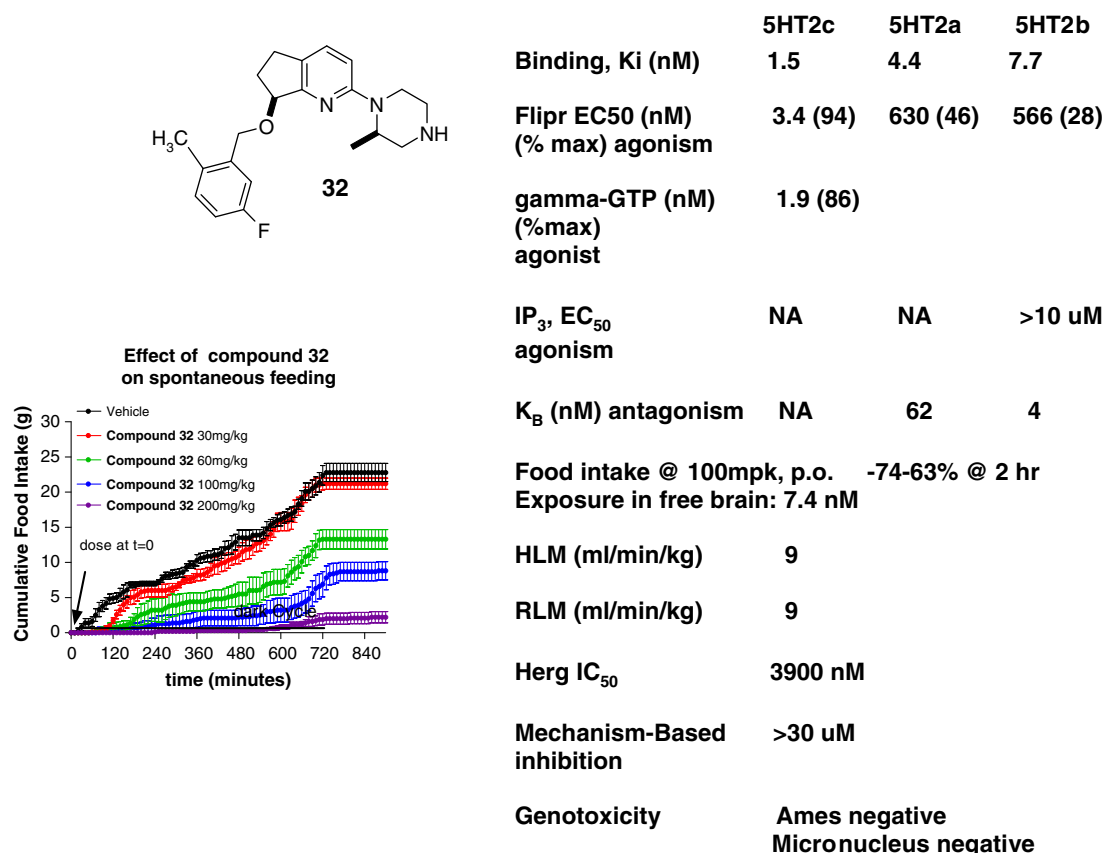 H3C
O
N
N
NH
F
32
5HT2c 5HT2a 5HT2b
Binding, Ki (nM) 1.5 4.4 7.7
Flipr EC50 (nM) 3.4 (94) 630 (46) 566 (28)
(% max) agonism
gamma-GTP (nM) 1.9 (86)
(%max)
agonist
IP3, EC50 NA NA >10 uM
agonism
KB (nM) antagonism NA 62 4
Food intake @ 100mpk, p.o. -74-63% @ 2 hr
Exposure in free brain: 7.4 nM
HLM (ml/min/kg) 9
RLM (ml/min/kg) 9
Herg IC50 3900 nM
Mechanism-Based >30 uM
inhibition
Genotoxicity Ames negative
Micronucleus negative
Effect of compound 32
on spontaneous feeding
Vehicle
Compound 32 30mg/kg
Compound 32 60mg/kg
Compound 32 100mg/kg
Compound 32 200mg/kg
dose at t=0
dark Cycle
Cumulative Food Intake (g)
30
25
20
15
10
5
0
0 120 240 360 480 600 720 840
time (minutes)